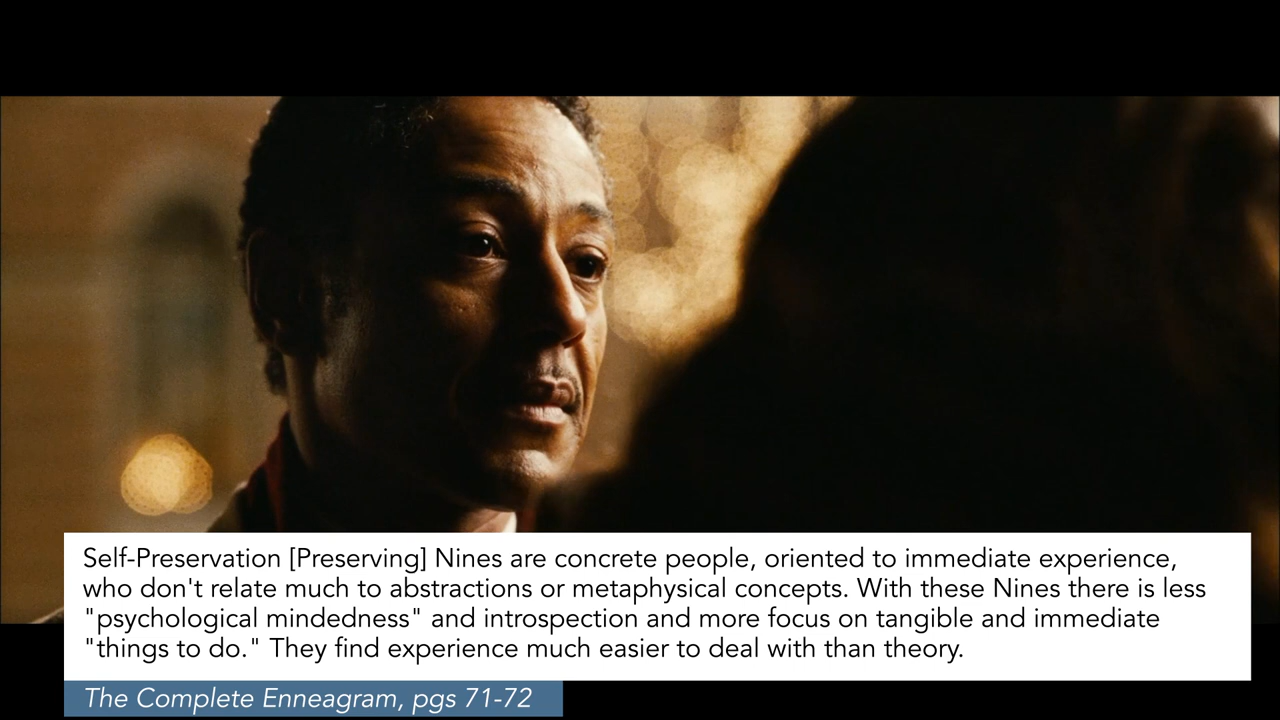 Self-Preservation [Preserving] Nines are concrete people, oriented to immediate experience,
who don't relate much to abstractions or metaphysical concepts. With these Nines there is less
"psychological mindedness" and introspection and more focus on tangible and immediate
"things to do." They find experience much easier to deal with than theory.
The Complete Enneagram, pgs 71-72